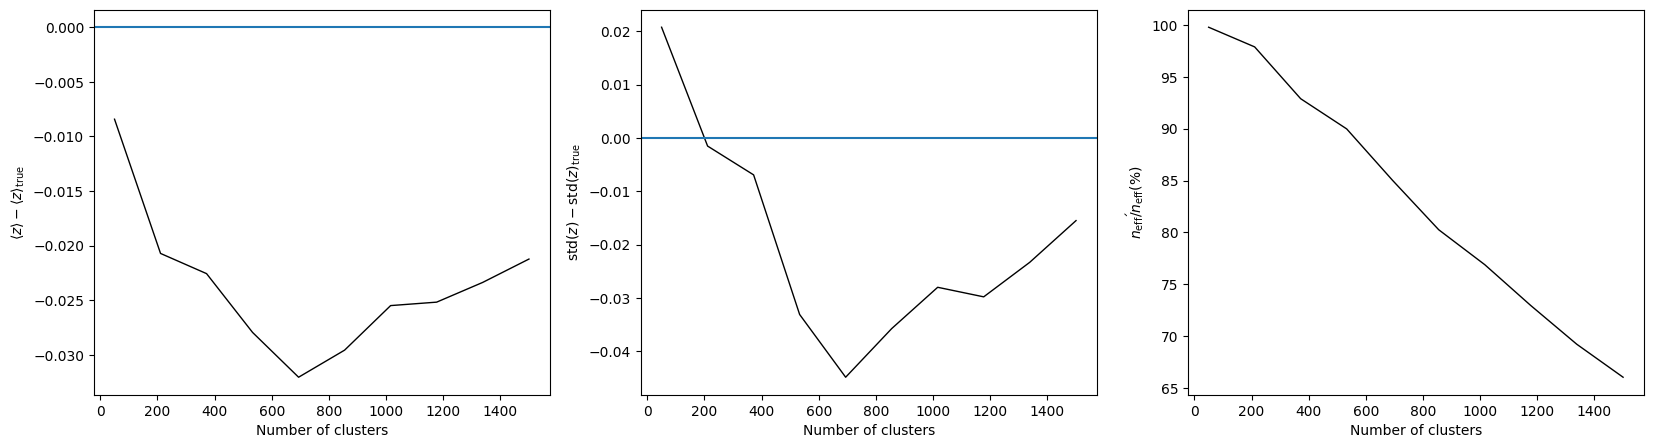 0.000
−0.005
−0.010
−0.015
−0.020
−0.025
−0.030
⟨z⟩ − ⟨z⟩true
0 200 400 600 800 1000 1200 1400
Number of clusters
0.02
0.01
0.00
−0.01
−0.02
−0.03
−0.04
std(z) − std(z)true
0 200 400 600 800 1000 1200 1400
Number of clusters
100
95
90
85
80
75
70
65
n′eff/neff(%)
0 200 400 600 800 1000 1200 1400
Number of clusters